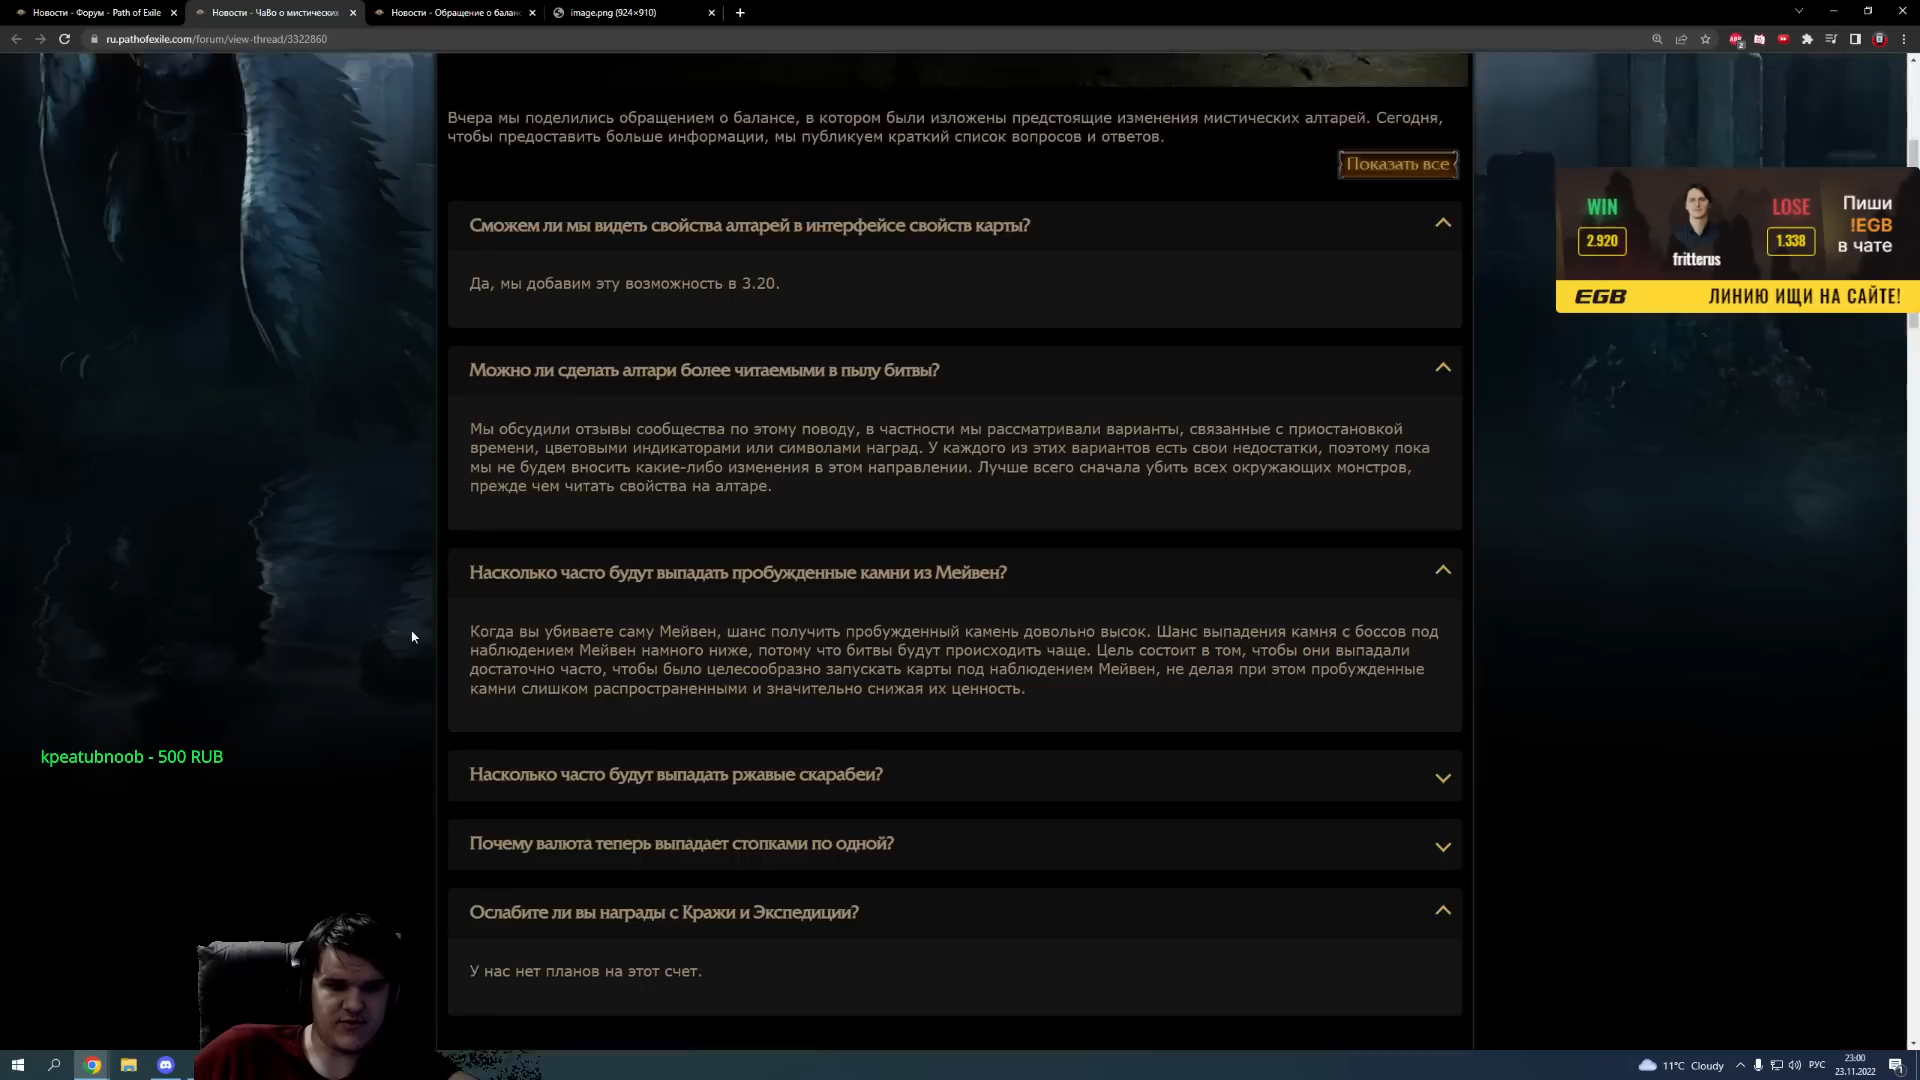 Новости - Форум - Path of Exile
Новости - ЧаВо о мистических
Новости - Обращение о балан
image.png (924×910)
ru.pathofexile.com/forum/view-thread/3322860
Вчера мы поделились обращением о балансе, в котором были изложены предстоящие изменения мистических алтарей. Сегодня,
чтобы предоставить больше информации, мы публикуем краткий список вопросов и ответов.
Показать все
Сможем ли мы видеть свойства алтарей в интерфейсе свойств карты?
Да, мы добавим эту возможность в 3.20.
Можно ли сделать алтари более читаемыми в пылу битвы?
Мы обсудили отзывы сообщества по этому поводу, в частности мы рассматривали варианты, связанные с приостановкой
времени, цветовыми индикаторами или символами наград. У каждого из этих вариантов есть свои недостатки, поэтому пока
мы не будем вносить какие-либо изменения в этом направлении. Лучше всего сначала убить всех окружающих монстров,
прежде чем читать свойства на алтаре.
Насколько часто будут выпадать пробужденные камни из Мейвен?
Когда вы убиваете саму Мейвен, шанс получить пробужденный камень довольно высок. Шанс выпадения камня с боссов под
наблюдением Мейвен намного ниже, потому что битвы будут происходить чаще. Цель состоит в том, чтобы они выпадали
достаточно часто, чтобы было целесообразно запускать карты под наблюдением Мейвен, не делая при этом пробужденные
камни слишком распространенными и значительно снижая их ценность.
Насколько часто будут выпадать ржавые скарабеи?
Почему валюта теперь выпадает стопками по одной?
Ослабите ли вы награды с Кражи и Экспедиции?
У нас нет планов на этот счет.
WIN
2.920
fritterus
LOSE
1.338
Пиши
!EGB
в чате
EGB
ЛИНИЮ ИЩИ НА САЙТЕ!
kpeatubnoob - 500 RUB
11°C Cloudy
РУС
23:00
23.11.2022